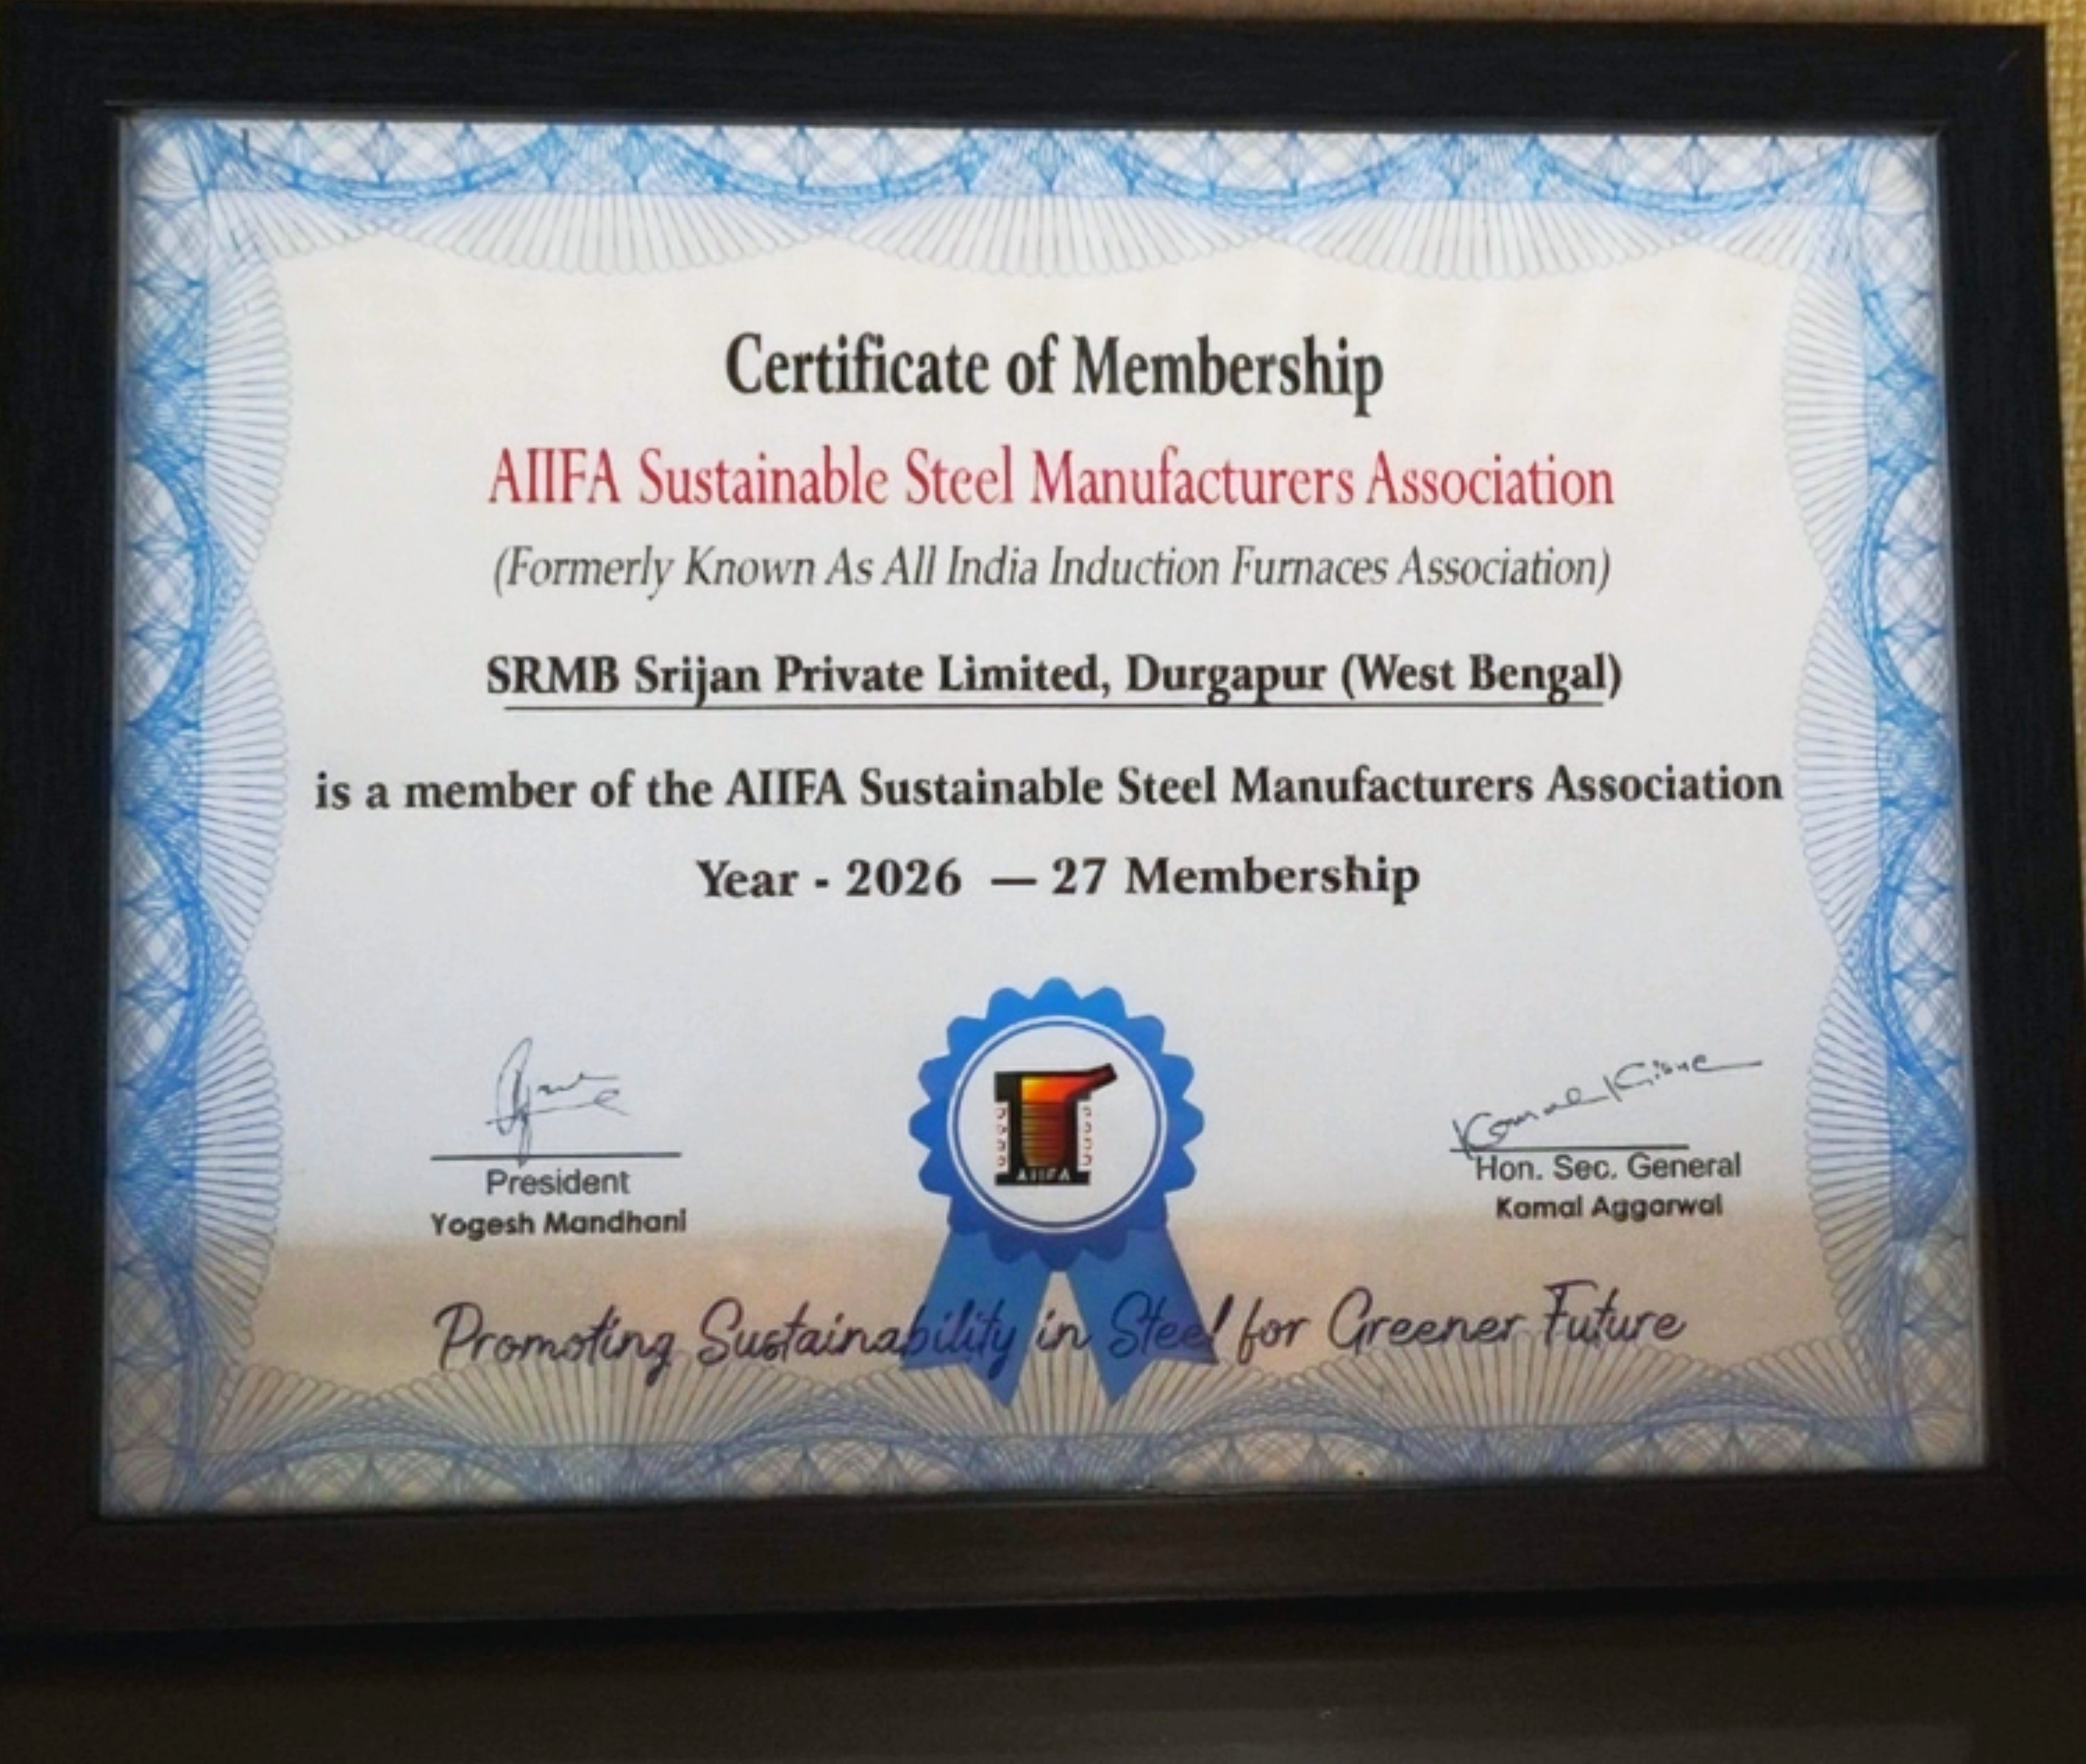 Certificate of Membership
AIIFA Sustainable Steel Manufacturers Association
(Formerly Known As All India Induction Furnaces Association)
SRMB Srijan Private Limited, Durgapur (West Bengal)
is a member of the AIIFA Sustainable Steel Manufacturers Association
Year - 2026 — 27 Membership
AIIFA
President
Yogesh Mandhani
Hon. Sec. General
Kamal Aggarwal
Promoting Sustainability in Steel for Greener Future